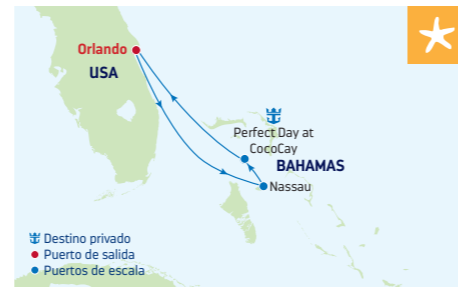 Orlando
USA
Perfect Day at
CocoCay
BAHAMAS
Nassau
Destino privado
Puerto de salida
Puertos de escala